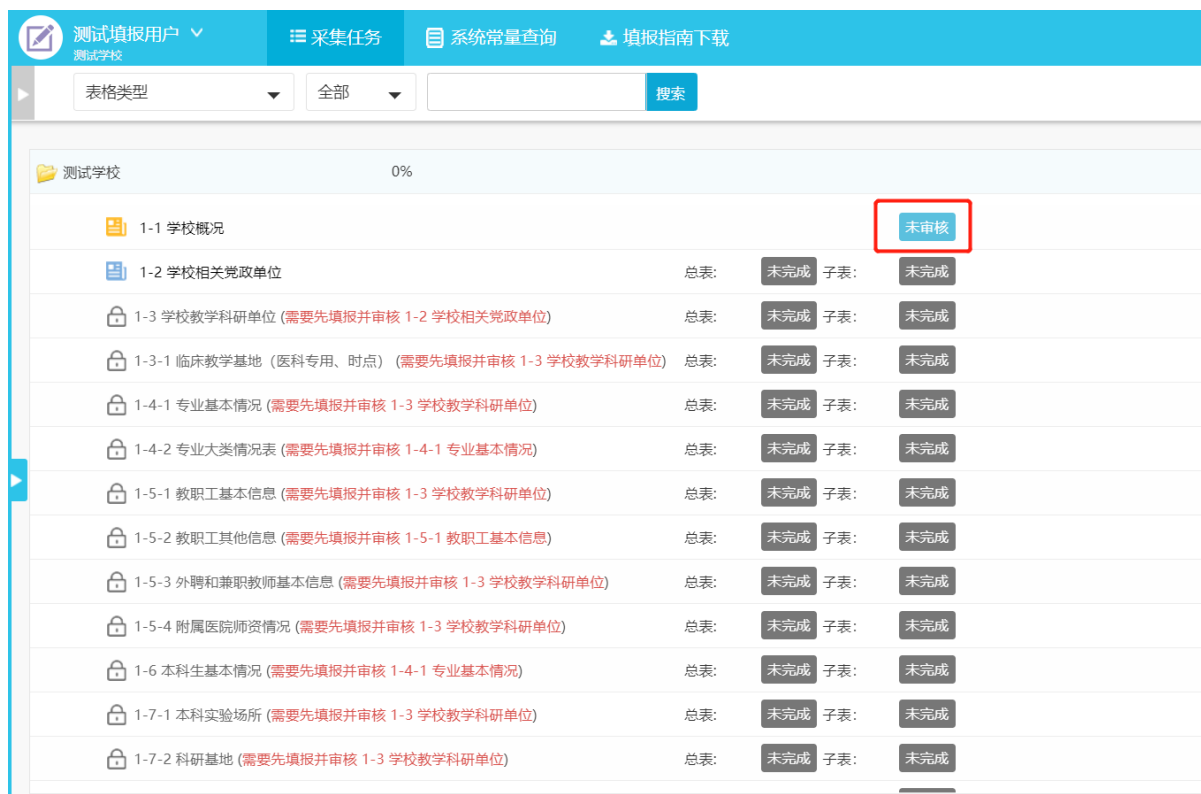 测试填报用户 采集任务 系统常量查询 填报指南下载
测试学校
表格类型 全部 搜索
测试学校 0%
1-1 学校概况 未审核
1-2 学校相关党政单位 总表: 未完成 子表: 未完成
1-3 学校教学科研单位 (需要先填报并审核 1-2 学校相关党政单位) 总表: 未完成 子表: 未完成
1-3-1 临床教学基地（医科专用、时点） (需要先填报并审核 1-3 学校教学科研单位) 总表: 未完成 子表: 未完成
1-4-1 专业基本情况 (需要先填报并审核 1-3 学校教学科研单位) 总表: 未完成 子表: 未完成
1-4-2 专业大类情况表 (需要先填报并审核 1-4-1 专业基本情况) 总表: 未完成 子表: 未完成
1-5-1 教职工基本信息 (需要先填报并审核 1-3 学校教学科研单位) 总表: 未完成 子表: 未完成
1-5-2 教职工其他信息 (需要先填报并审核 1-5-1 教职工基本信息) 总表: 未完成 子表: 未完成
1-5-3 外聘和兼职教师基本信息 (需要先填报并审核 1-3 学校教学科研单位) 总表: 未完成 子表: 未完成
1-5-4 附属医院师资情况 (需要先填报并审核 1-3 学校教学科研单位) 总表: 未完成 子表: 未完成
1-6 本科生基本情况 (需要先填报并审核 1-4-1 专业基本情况) 总表: 未完成 子表: 未完成
1-7-1 本科实验场所 (需要先填报并审核 1-3 学校教学科研单位) 总表: 未完成 子表: 未完成
1-7-2 科研基地 (需要先填报并审核 1-3 学校教学科研单位) 总表: 未完成 子表: 未完成